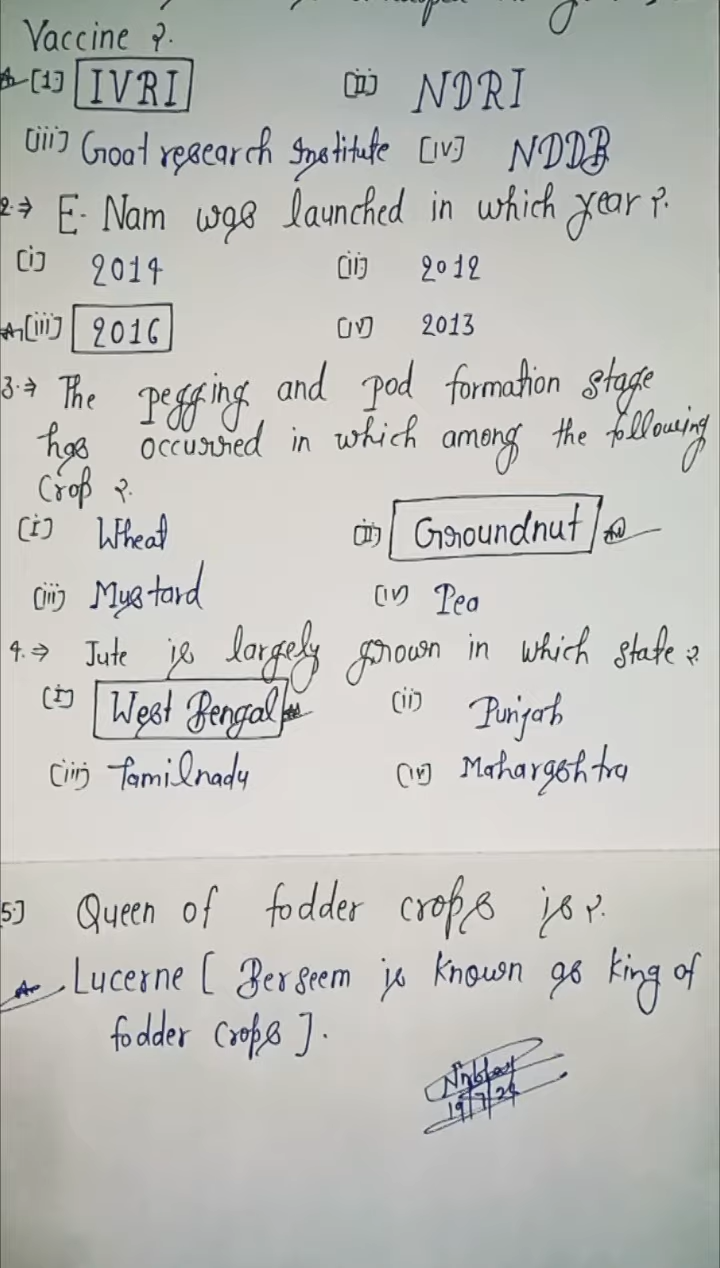 Vaccine ?.
[i] IVRI [ii] NDRI
[iii] Goat research Institute [iv] NDDB
2.⇒ E-Nam was launched in which year ?.
[i] 2014 [ii] 2012
[iii] 2016 [iv] 2013
3.⇒ The pegging and pod formation stage
has occurred in which among the following
Crop ?.
[i] Wheat [ii] Groundnut
[iii] Mustard [iv] Pea
4.⇒ Jute is largely grown in which state ?
[i] West Bengal [ii] Punjab
[iii] Tamilnadu [iv] Maharashtra
5.] Queen of fodder crops is ?.
Lucerne [ Berseem is known as King of
fodder crops ].
19/7/24